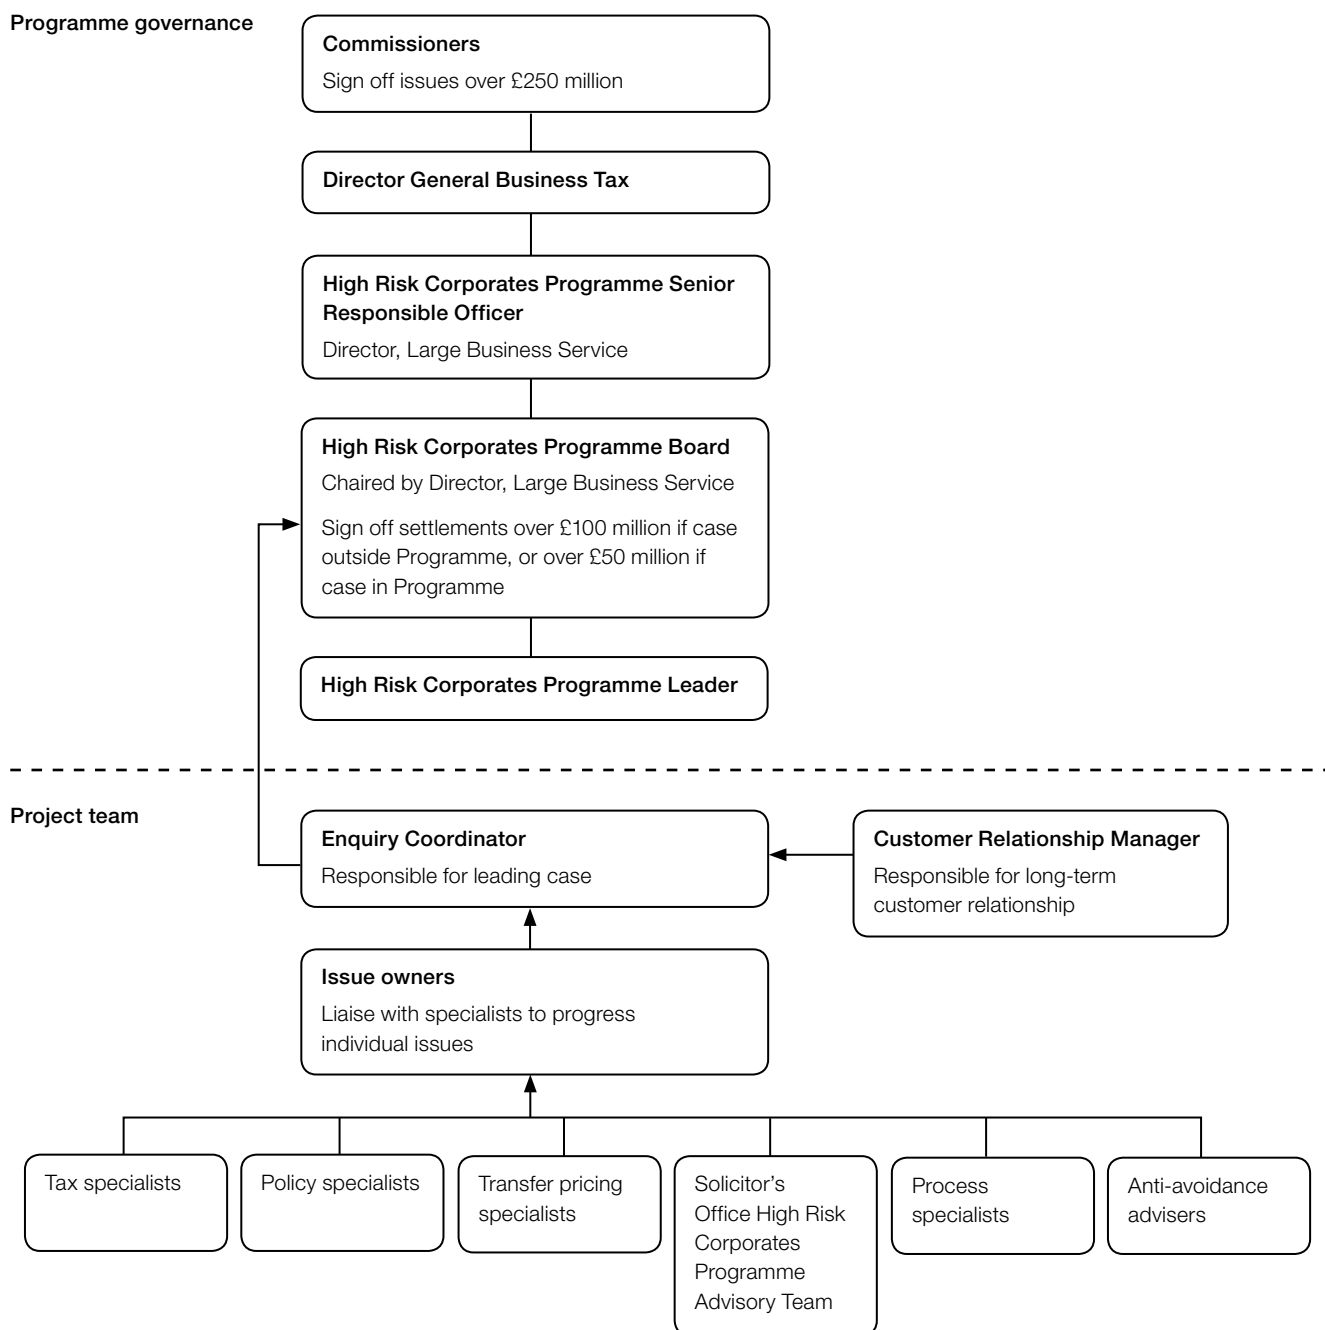 Programme governance
Commissioners
Sign off issues over £250 million
Director General Business Tax
High Risk Corporates Programme Senior
Responsible Officer
Director, Large Business Service
High Risk Corporates Programme Board
Chaired by Director, Large Business Service
Sign off settlements over £100 million if case
outside Programme, or over £50 million if
case in Programme
High Risk Corporates Programme Leader
Project team
Enquiry Coordinator
Responsible for leading case
Customer Relationship Manager
Responsible for long-term
customer relationship
Issue owners
Liaise with specialists to progress
individual issues
Tax specialists
Policy specialists
Transfer pricing
specialists
Solicitor’s
Office High Risk
Corporates
Programme
Advisory Team
Process
specialists
Anti-avoidance
advisers